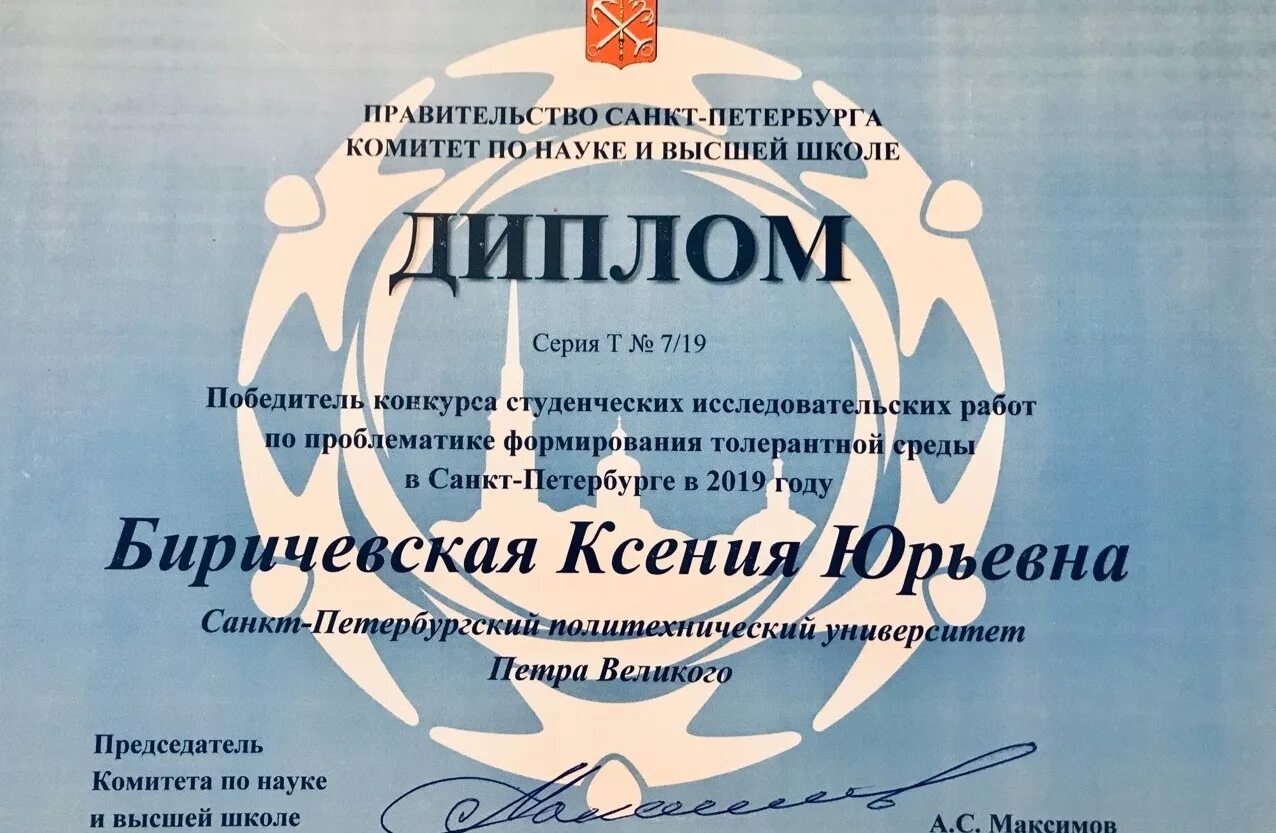 ПРАВИТЕЛЬСТВО САНКТ-ПЕТЕРБУРГА
КОМИТЕТ ПО НАУКЕ И ВЫСШЕЙ ШКОЛЕ
ДИПЛОМ
Серия Т № 7/19
Победитель конкурса студенческих исследовательских работ
по проблематике формирования толерантной среды
в Санкт-Петербурге в 2019 году
Биричевская Ксения Юрьевна
Санкт-Петербургский политехнический университет
Петра Великого
Председатель
Комитета по науке
и высшей школе
А.С. Максимов